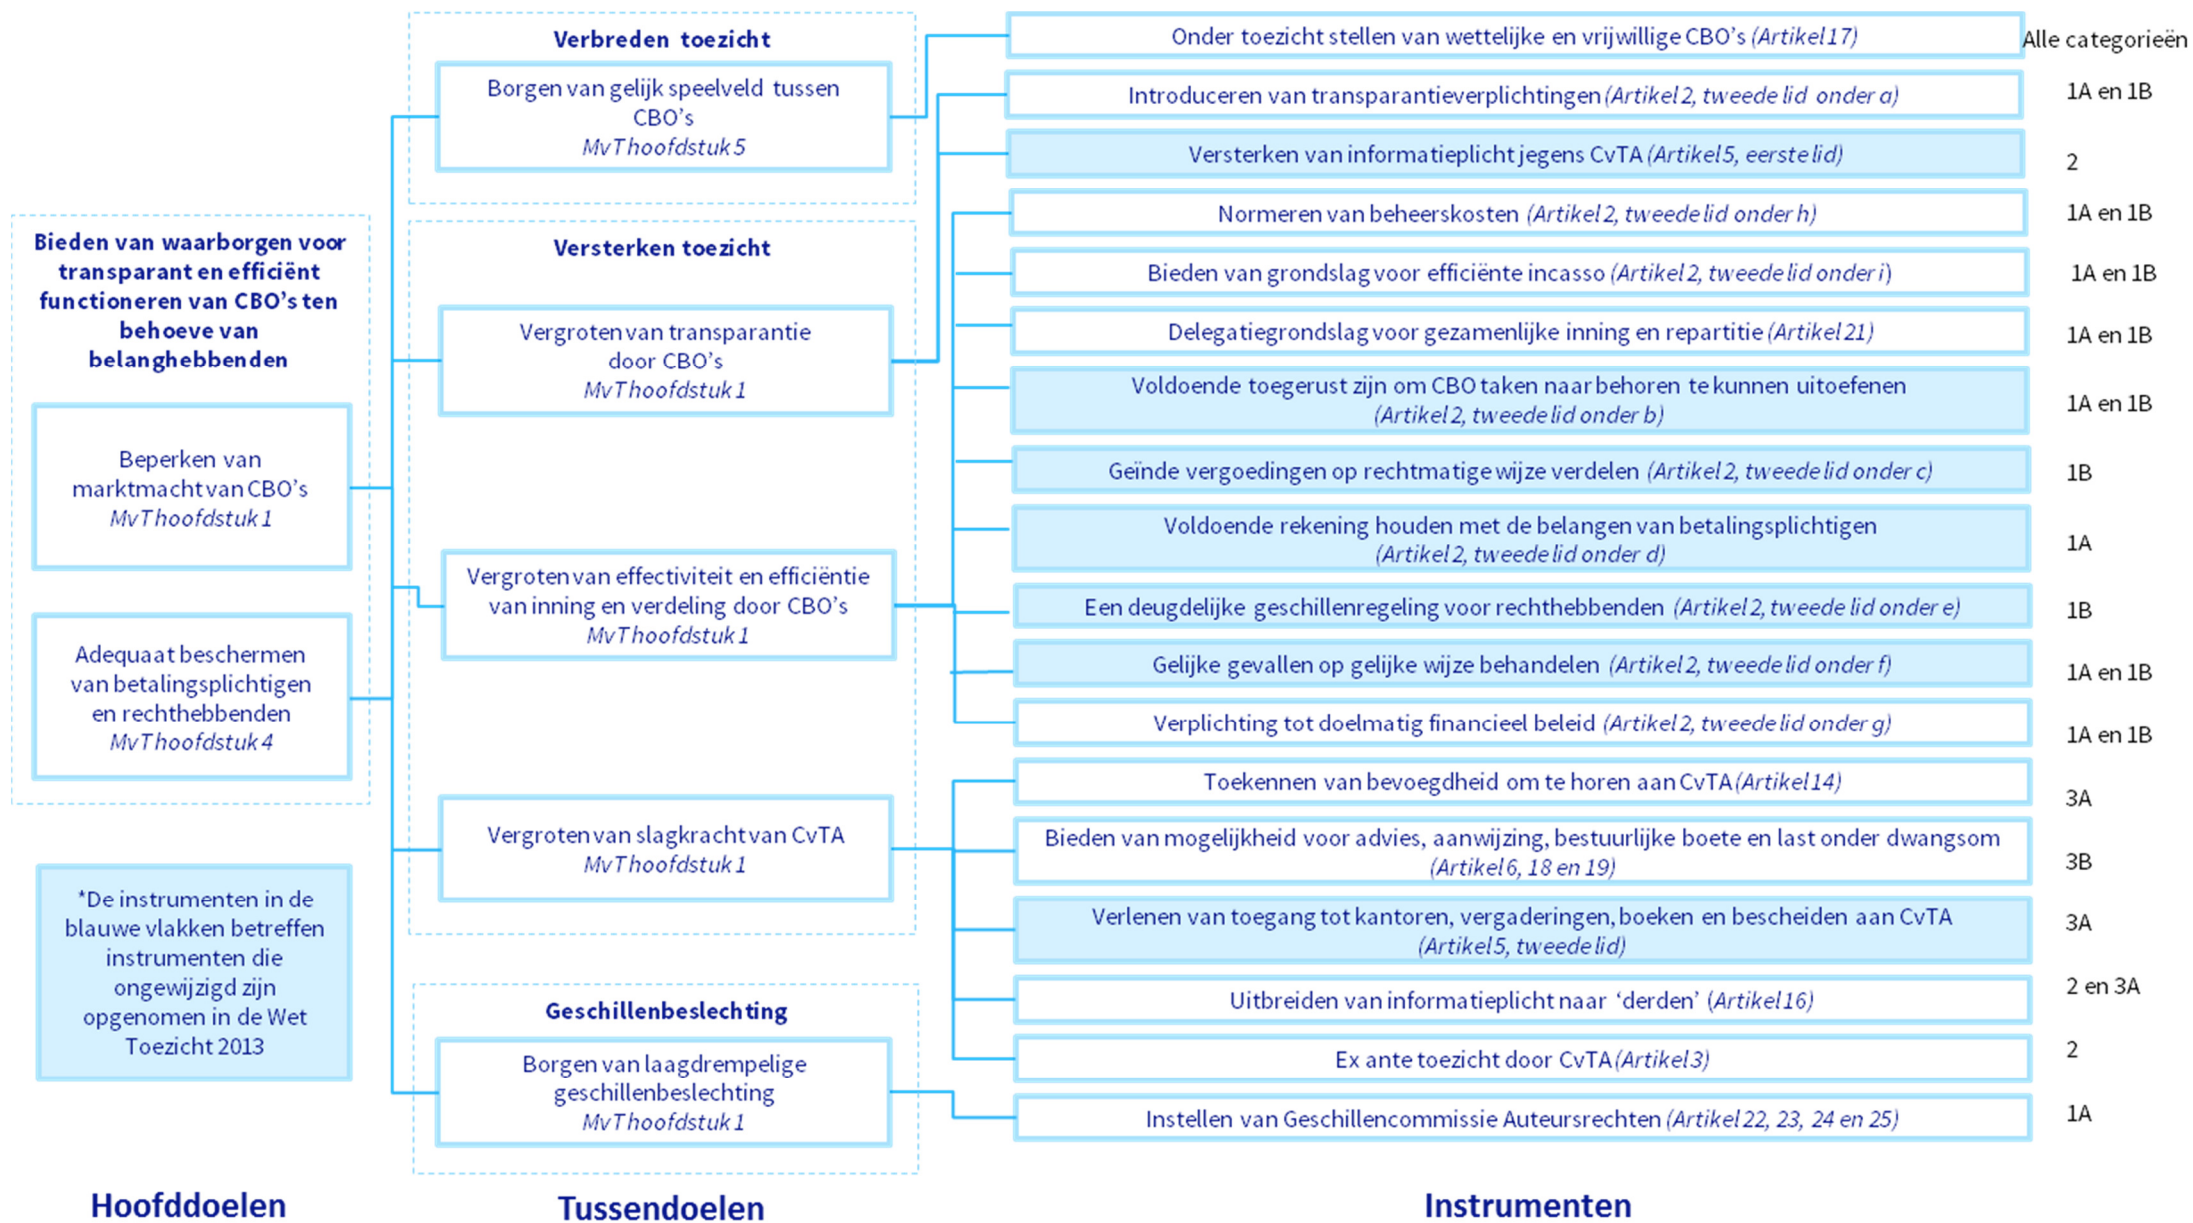 Bieden van waarborgen voor
transparant en efficiënt
functioneren van CBO's ten
behoeve van
belanghebbenden
Beperken van
marktmacht van CBO's
MvT hoofdstuk 1
Adequaat beschermen
van betalingsplichtigen
en rechthebbenden
MvT hoofdstuk 4
*De instrumenten in de
blauwe vlakken betreffen
instrumenten die
ongewijzigd zijn
opgenomen in de Wet
Toezicht 2013
Hoofddoelen
Verbreden toezicht
Borgen van gelijk speelveld tussen
CBO's
MvT hoofdstuk 5
Versterken toezicht
Vergroten van transparantie
door CBO's
MvT hoofdstuk 1
Vergroten van effectiviteit en efficiëntie
van inning en verdeling door CBO's
MvT hoofdstuk 1
Vergroten van slagkracht van CvTA
MvT hoofdstuk 1
Geschillenbeslechting
Borgen van laagdrempelige
geschillenbeslechting
MvT hoofdstuk 1
Tussendoelen
Onder toezicht stellen van wettelijke en vrijwillige CBO's (Artikel 17)
Alle categorieën
Introduceren van transparantieverplichtingen (Artikel 2, tweede lid onder a)
1A en 1B
Versterken van informatieplicht jegens CvTA (Artikel 5, eerste lid)
2
Normeren van beheerskosten (Artikel 2, tweede lid onder h)
1A en 1B
Bieden van grondslag voor efficiënte incasso (Artikel 2, tweede lid onder i)
1A en 1B
Delegatiegrondslag voor gezamenlijke inning en repartitie (Artikel 21)
1A en 1B
Voldoende toegerust zijn om CBO taken naar behoren te kunnen uitoefenen
(Artikel 2, tweede lid onder b)
1A en 1B
Geïnde vergoedingen op rechtmatige wijze verdelen (Artikel 2, tweede lid onder c)
1B
Voldoende rekening houden met de belangen van betalingsplichtigen
(Artikel 2, tweede lid onder d)
1A
Een deugdelijke geschillenregeling voor rechthebbenden (Artikel 2, tweede lid onder e)
1B
Gelijke gevallen op gelijke wijze behandelen (Artikel 2, tweede lid onder f)
1A en 1B
Verplichting tot doelmatig financieel beleid (Artikel 2, tweede lid onder g)
1A en 1B
Toekennen van bevoegdheid om te horen aan CvTA (Artikel 14)
3A
Bieden van mogelijkheid voor advies, aanwijzing, bestuurlijke boete en last onder dwangsom
(Artikel 6, 18 en 19)
3B
Verlenen van toegang tot kantoren, vergaderingen, boeken en bescheiden aan CvTA
(Artikel 5, tweede lid)
3A
Uitbreiden van informatieplicht naar ‘derden’ (Artikel 16)
2 en 3A
Ex ante toezicht door CvTA (Artikel 3)
2
Instellen van Geschillencommissie Auteursrechten (Artikel 22, 23, 24 en 25)
1A
Instrumenten